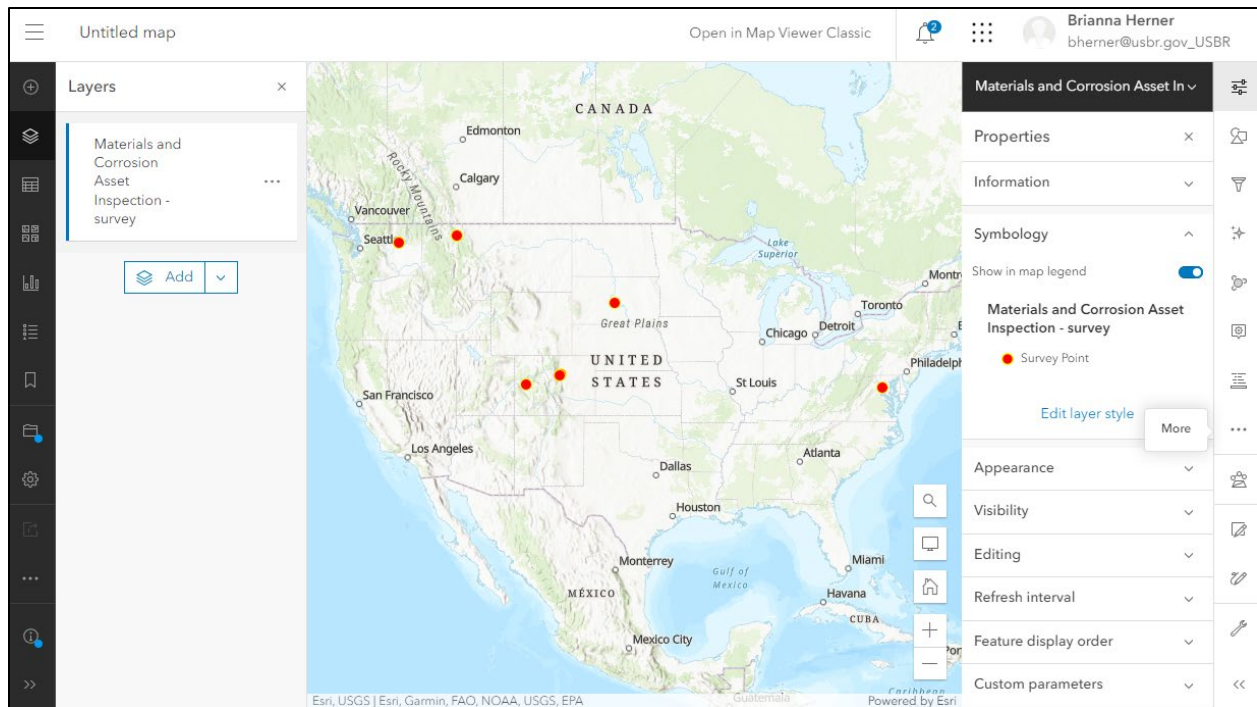 Untitled map
Open in Map Viewer Classic
2
Brianna Herner
bherner@usbr.gov_USBR
Layers
Materials and
Corrosion
Asset
Inspection -
survey
Add
CANADA
Edmonton
Rocky Mountains
Calgary
Vancouver
Lake
Superior
Toronto
Great Plains
Chicago
Detroit
UNITED
STATES
St Louis
San Francisco
Los Angeles
Atlanta
Dallas
Houston
Monterrey
Gulf of
Mexico
Miami
MÉXICO
Havana
CUBA
Mexico City
Guatemala
Caribbean
Esri, USGS | Esri, Garmin, FAO, NOAA, USGS, EPA
Powered by Esri
Materials and Corrosion Asset In
Properties
Information
Symbology
Show in map legend
Materials and Corrosion Asset
Inspection - survey
Survey Point
Edit layer style
More
Appearance
Visibility
Editing
Refresh interval
Feature display order
Custom parameters